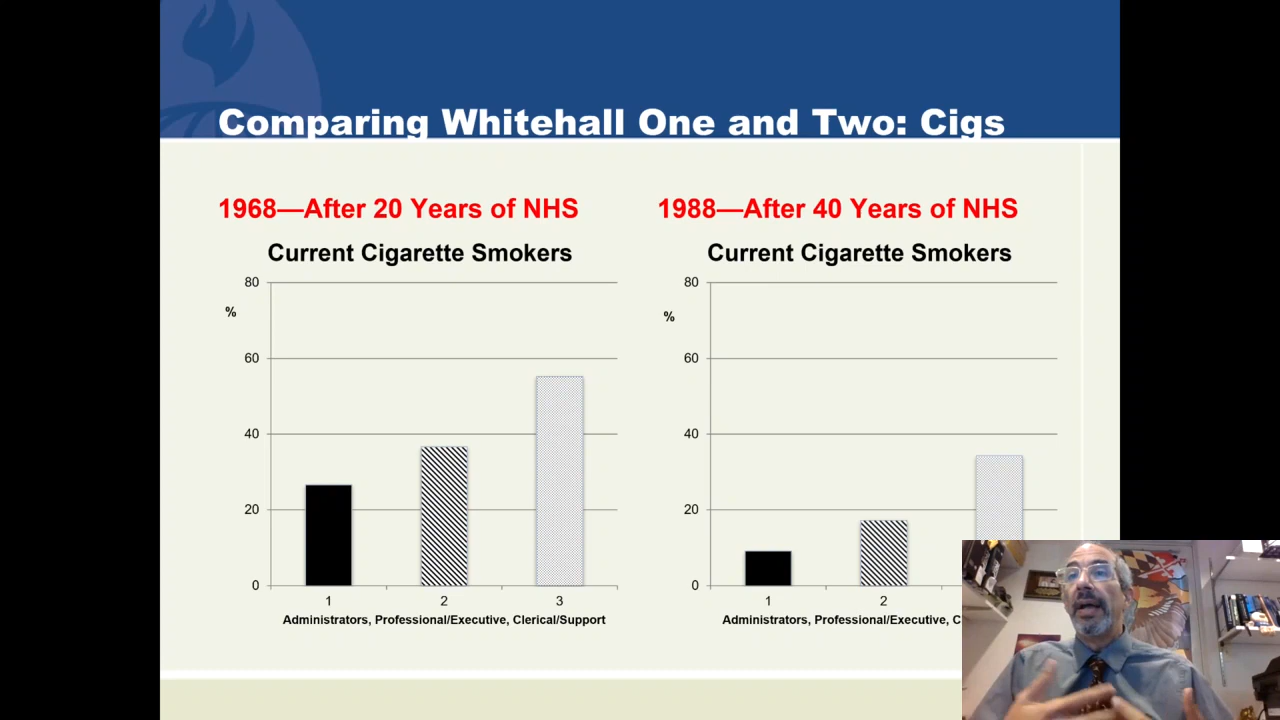 Comparing Whitehall One and Two: Cigs
1968—After 20 Years of NHS
Current Cigarette Smokers
80
%
60
40
20
0
1
2
3
Administrators, Professional/Executive, Clerical/Support
1988—After 40 Years of NHS
Current Cigarette Smokers
80
%
60
40
20
0
1
2
Administrators, Professional/Executive, C